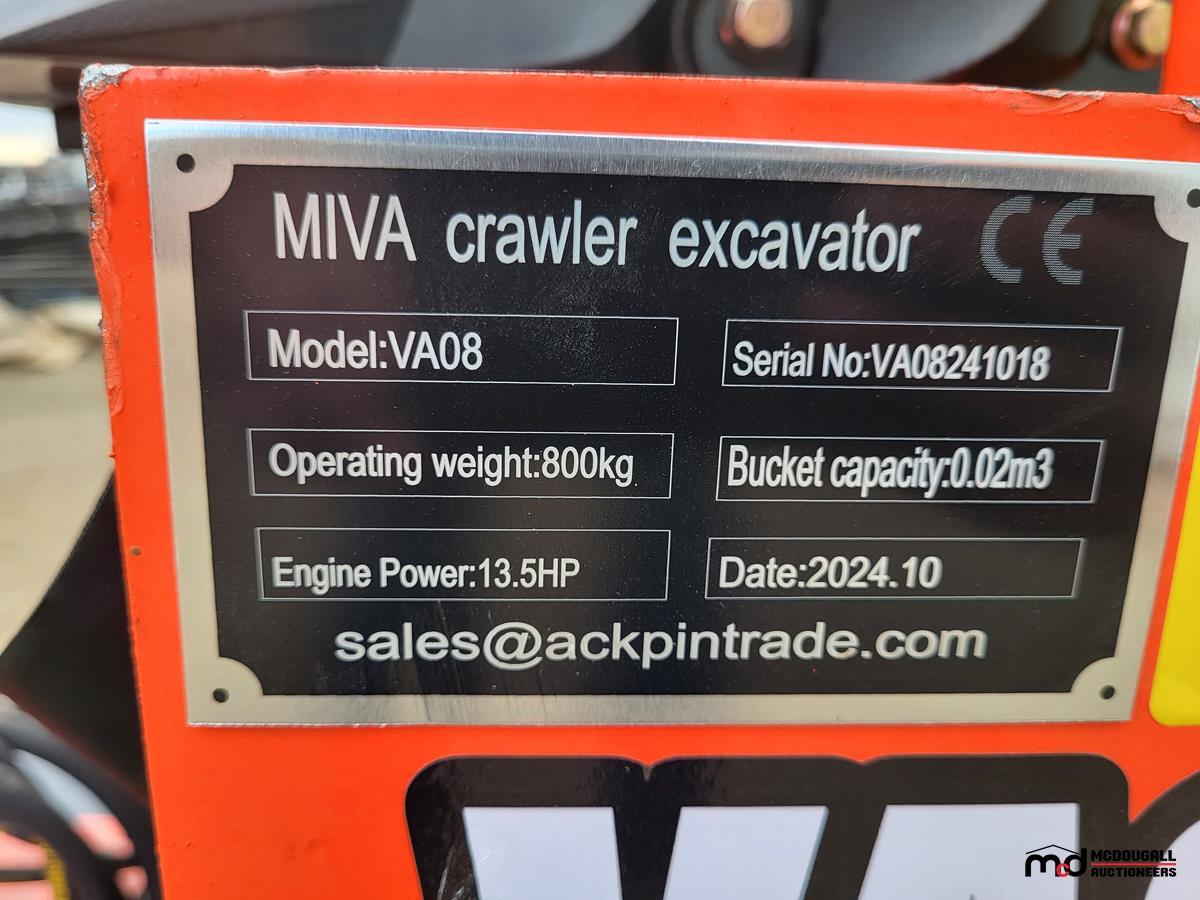 MIVA crawler excavator CE
Model:VA08
Serial No:VA08241018
Operating weight:800kg
Bucket capacity:0.02m3
Engine Power:13.5HP
Date:2024.10
sales@ackpintrade.com
mcd MCDOUGALL
AUCTIONEERS